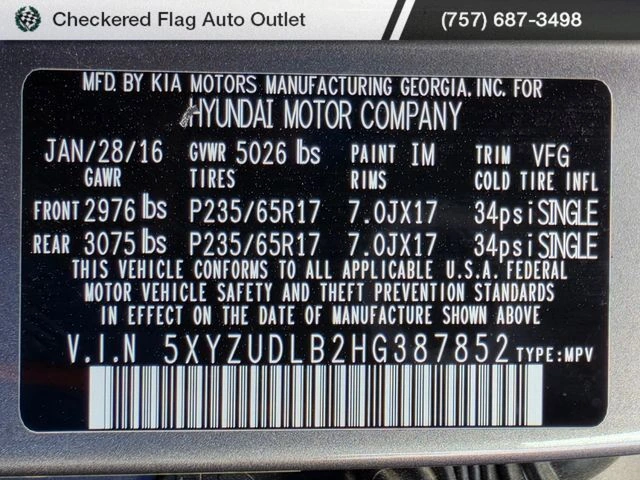 Checkered Flag Auto Outlet (757) 687-3498
MFD. BY KIA MOTORS MANUFACTURING GEORGIA, INC. FOR
HYUNDAI MOTOR COMPANY
JAN/28/16 GVWR 5026 lbs PAINT IM TRIM VFG
GAWR TIRES RIMS COLD TIRE INFL
FRONT 2976 lbs P235/65R17 7.0JX17 34psi SINGLE
REAR 3075 lbs P235/65R17 7.0JX17 34psi SINGLE
THIS VEHICLE CONFORMS TO ALL APPLICABLE U.S.A. FEDERAL
MOTOR VEHICLE SAFETY AND THEFT PREVENTION STANDARDS
IN EFFECT ON THE DATE OF MANUFACTURE SHOWN ABOVE
V.I.N 5XYZUDLB2HG387852 TYPE:MPV